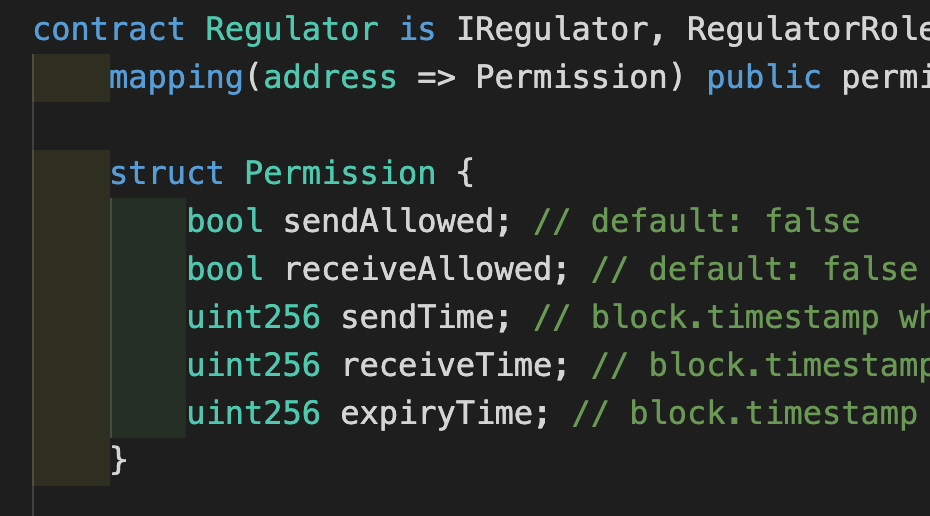 contract Regulator is IRegulator, RegulatorRole
mapping(address => Permission) public permi
struct Permission {
bool sendAllowed; // default: false
bool receiveAllowed; // default: false
uint256 sendTime; // block.timestamp wh
uint256 receiveTime; // block.timestamp
uint256 expiryTime; // block.timestamp
}